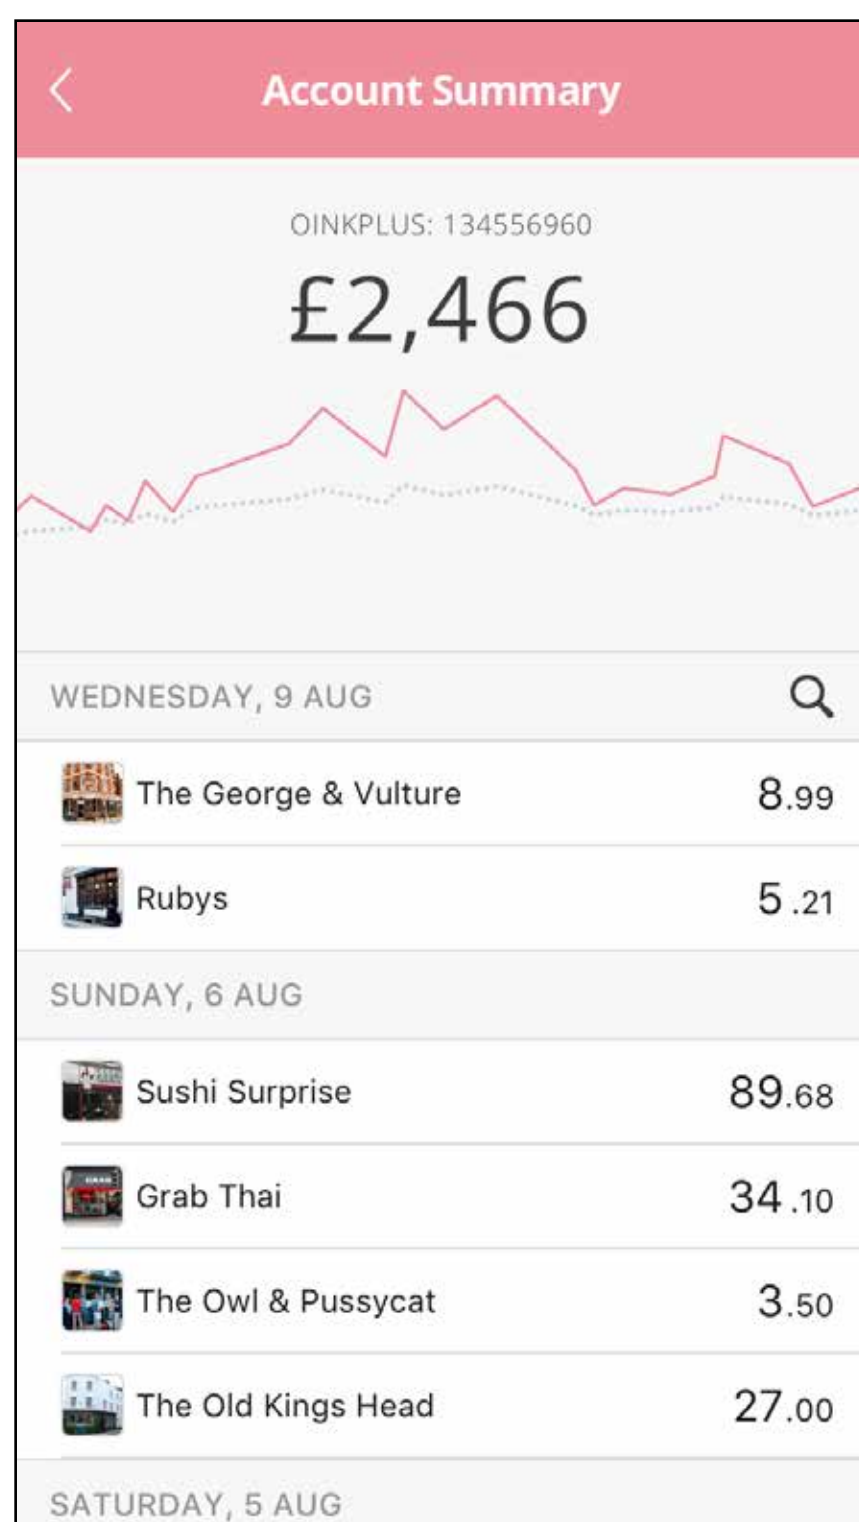 Account Summary
OINKPLUS: 134556960
£2,466
WEDNESDAY, 9 AUG
The George & Vulture 8.99
Rubys 5.21
SUNDAY, 6 AUG
Sushi Surprise 89.68
Grab Thai 34.10
The Owl & Pussycat 3.50
The Old Kings Head 27.00
SATURDAY, 5 AUG